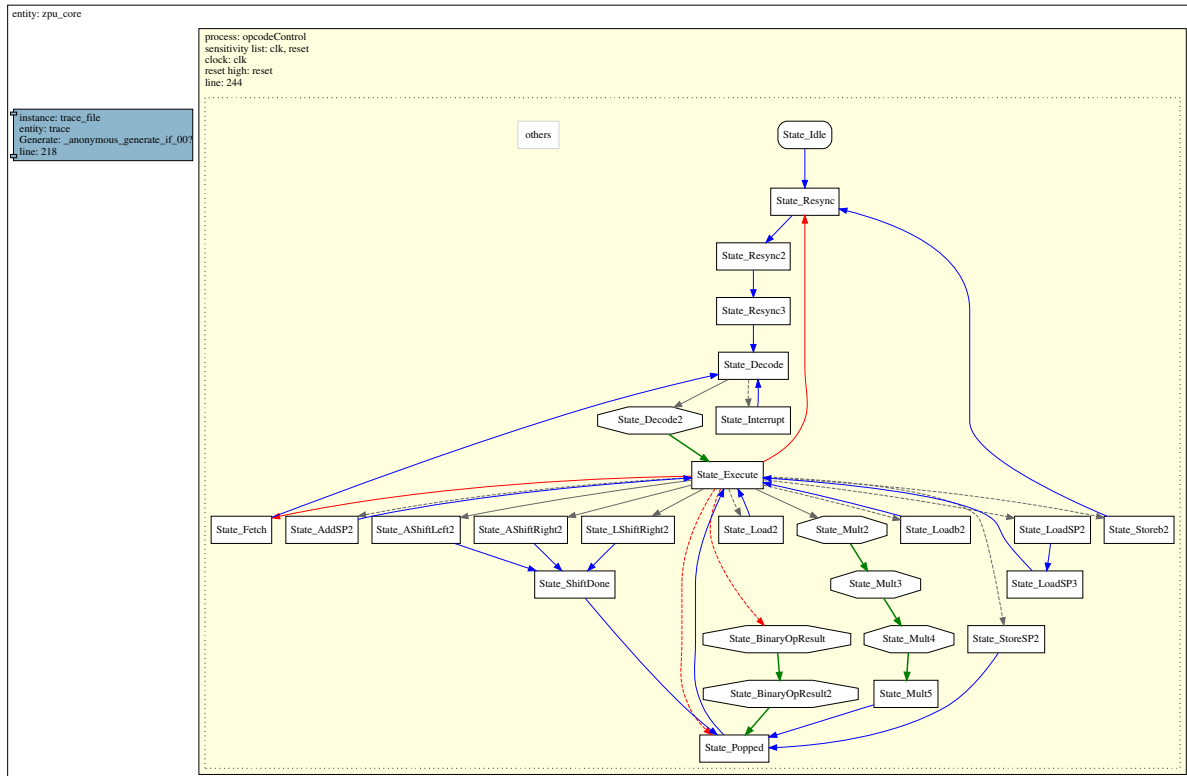 entity: zpu_core
process: opcodeControl
sensitivity list: clk, reset
clock: clk
reset high: reset
line: 244
instance: trace_file
entity: trace
Generate: _anonymous_generate_if_00?
line: 218
others
State_Idle
State_Resync
State_Resync2
State_Resync3
State_Decode
State_Decode2
State_Interrupt
State_Execute
State_Fetch
State_AddSP2
State_AShiftLeft2
State_AShiftRight2
State_LShiftRight2
State_Load2
State_Mult2
State_Loadb2
State_LoadSP2
State_Storeb2
State_ShiftDone
State_Mult3
State_LoadSP3
State_BinaryOpResult
State_Mult4
State_StoreSP2
State_BinaryOpResult2
State_Mult5
State_Popped